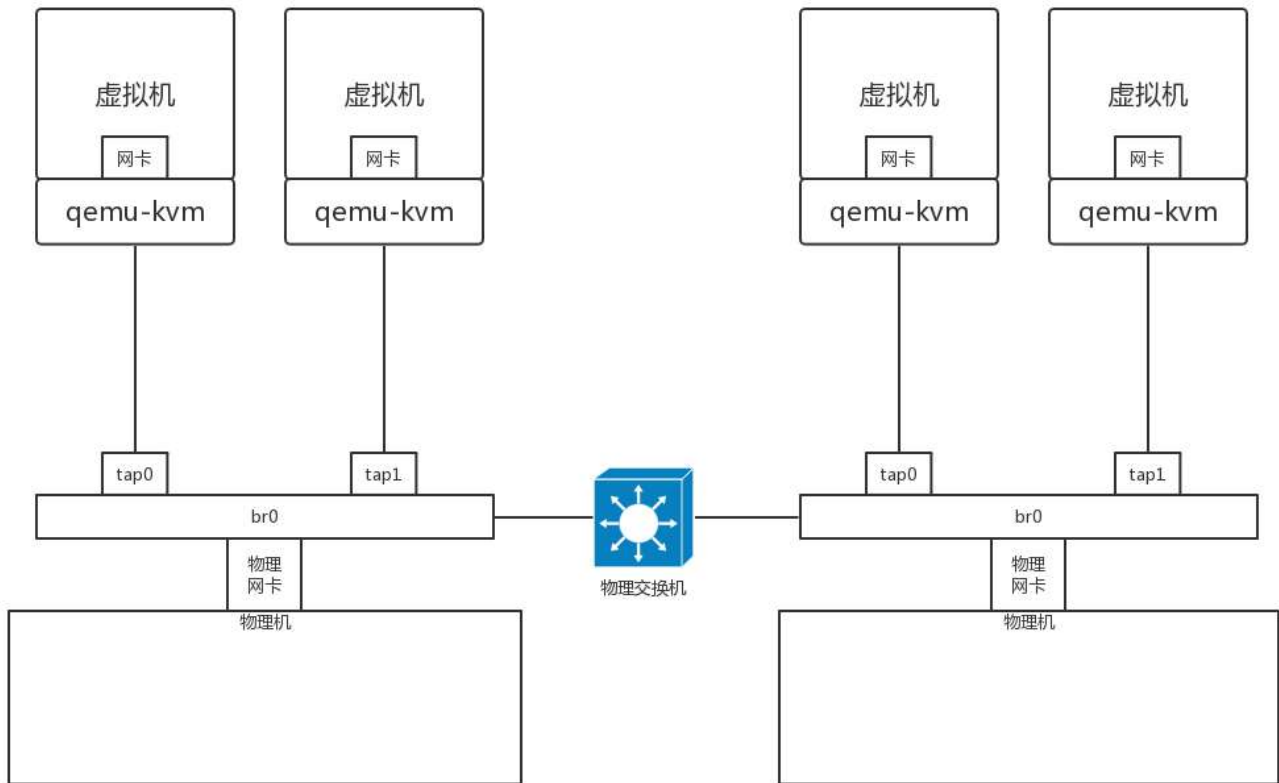 虚拟机
虚拟机
虚拟机
虚拟机
网卡
网卡
网卡
网卡
qemu-kvm
qemu-kvm
qemu-kvm
qemu-kvm
tap0
tap1
tap0
tap1
br0
br0
物理
网卡
物理交换机
物理
网卡
物理机
物理机